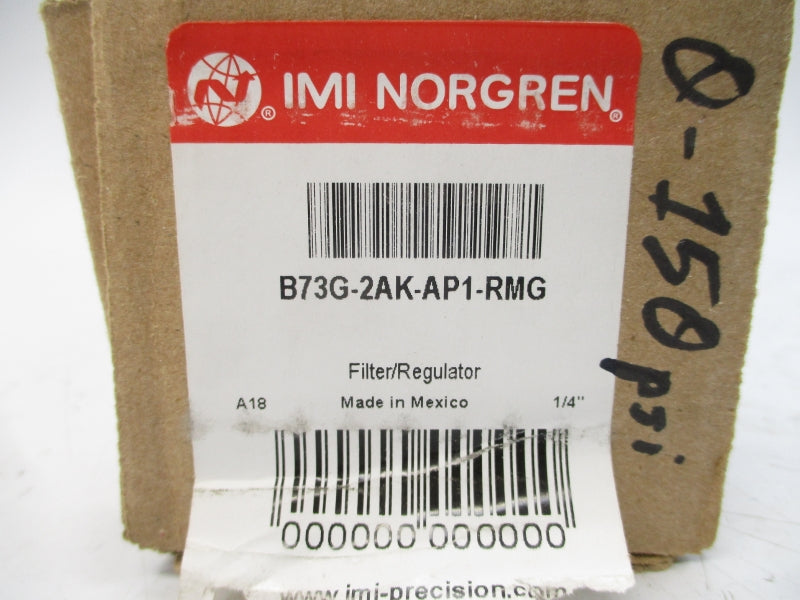 IMI NORGREN®
B73G-2AK-AP1-RMG
Filter/Regulator
A18 Made in Mexico 1/4"
000000 000000
www.imi-precision.com
0-150 psi